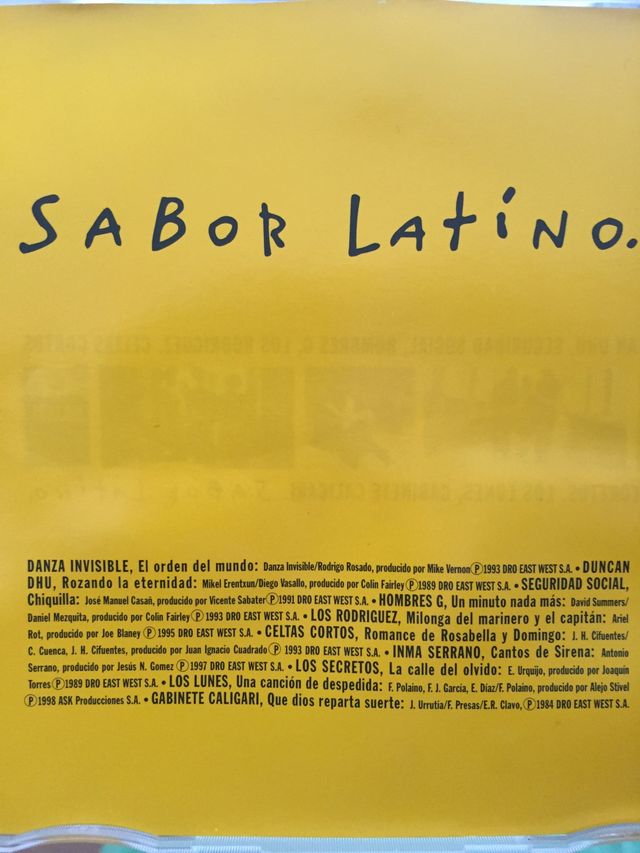 SABOR LATINO.
DANZA INVISIBLE, El orden del mundo: Danza Invisible/Rodrigo Rosado, producido por Mike Vernon Ⓟ1993 DRO EAST WEST S.A. • DUNCAN
DHU, Rozando la eternidad: Mikel Erentxun/Diego Vasallo, producido por Colin Fairley Ⓟ1989 DRO EAST WEST S.A. • SEGURIDAD SOCIAL,
Chiquilla: José Manuel Casañ, producido por Vicente Sabater Ⓟ1991 DRO EAST WEST S.A. • HOMBRES G, Un minuto nada más: David Summers/
Daniel Mezquita, producido por Colin Fairley Ⓟ 1993 DRO EAST WEST S.A. • LOS RODRIGUEZ, Milonga del marinero y el capitán: Ariel
Rot, producido por Joe Blaney Ⓟ 1995 DRO EAST WEST S.A. • CELTAS CORTOS, Romance de Rosabella y Domingo: J. H. Cifuentes/
C. Cuenca, J. H. Cifuentes, producido por Juan Ignacio Cuadrado Ⓟ 1993 DRO EAST WEST S.A. • INMA SERRANO, Cantos de Sirena: Antonio
Serrano, producido por Jesús N. Gomez Ⓟ 1997 DRO EAST WEST S.A. • LOS SECRETOS, La calle del olvido: E. Urquijo, producido por Joaquín
Torres Ⓟ1989 DRO EAST WEST S.A. • LOS LUNES, Una canción de despedida: F. Polaino, F. J. García, E. Díaz/F. Polaino, producido por Alejo Stivel
Ⓟ1998 ASK Producciones S.A. • GABINETE CALIGARI, Que dios reparta suerte: J. Urrutia/F. Presas/E.R. Clavo, Ⓟ1984 DRO EAST WEST S.A.